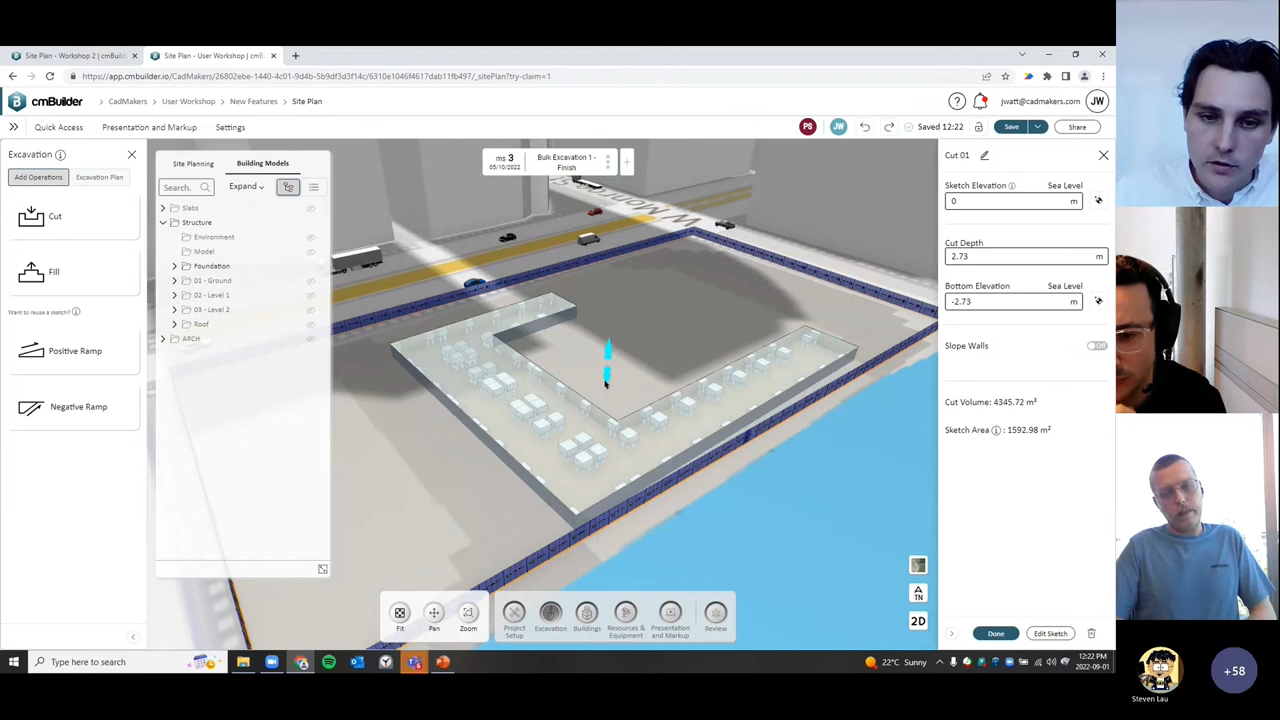 Site Plan - Workshop 2 | cmBuild
Site Plan - User Workshop | cmB
https://app.cmbuilder.io/CadMakers/26802ebe-1440-4c01-9d4b-5b9df3d3f14c/6310e1046f4617dab11fb497/_sitePlan?try-claim=1
cmBuilder
CadMakers
User Workshop
New Features
Site Plan
jwatt@cadmakers.com
JW
Quick Access
Presentation and Markup
Settings
PS
JW
Saved 12:22
Save
Share
Excavation
Add Operations
Excavation Plan
Cut
Fill
Want to reuse a sketch?
Positive Ramp
Negative Ramp
Site Planning
Building Models
Search.
Expand
Slabs
Structure
Environment
Model
Foundation
01 - Ground
02 - Level 1
03 - Level 2
Roof
ARCH
ms 3
05/10/2022
Bulk Excavation 1 -
Finish
Cut 01
Sketch Elevation
Sea Level
0 m
Cut Depth
2.73 m
Bottom Elevation
Sea Level
-2.73 m
Slope Walls
Off
Cut Volume: 4345.72 m³
Sketch Area : 1592.98 m²
TN
2D
Done
Edit Sketch
Fit
Pan
Zoom
Project
Setup
Excavation
Buildings
Resources &
Equipment
Presentation
and Markup
Review
Type here to search
22°C Sunny
12:22 PM
2022-09-01
Steven Lau
+58